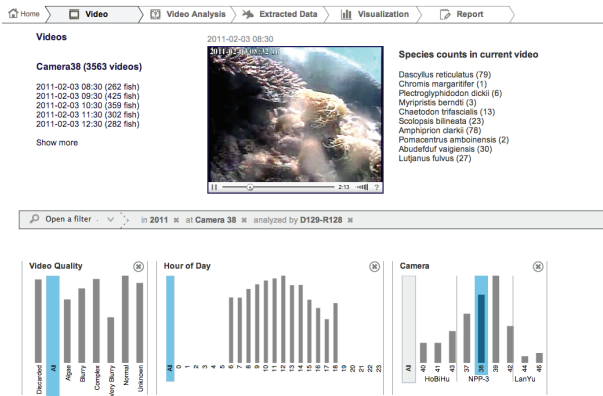 Home
Video
Video Analysis
Extracted Data
Visualization
Report
Videos
Camera38 (3563 videos)
2011-02-03 08:30 (262 fish)
2011-02-03 09:30 (425 fish)
2011-02-03 10:30 (359 fish)
2011-02-03 11:30 (302 fish)
2011-02-03 12:30 (282 fish)
Show more
2011-02-03 08:30
2011-02-03 08:32:16
2:13 ?
Species counts in current video
Dascyllus reticulatus (79)
Chromis margaritifer (1)
Plectroglyphidodon dickii (6)
Myripristis berndti (3)
Chaetodon trifascialis (13)
Scolopsis bilineata (23)
Amphiprion clarkii (78)
Pomacentrus amboinensis (2)
Abudefduf vaigiensis (30)
Lutjanus fulvus (27)
Open a filter
in 2011 at Camera 38 analyzed by D129-R128
Video Quality
Discarded
All
Algae
Blurry
Complex
Very Blurry
Normal
Unknown
Hour of Day
All 0 1 2 3 4 5 6 7 8 9 10 11 12 13 14 15 16 17 18 19 20 21 22 23
Camera
All 40 41 43 37 38 39 42 44 46
HoBiHu NPP-3 LanYu